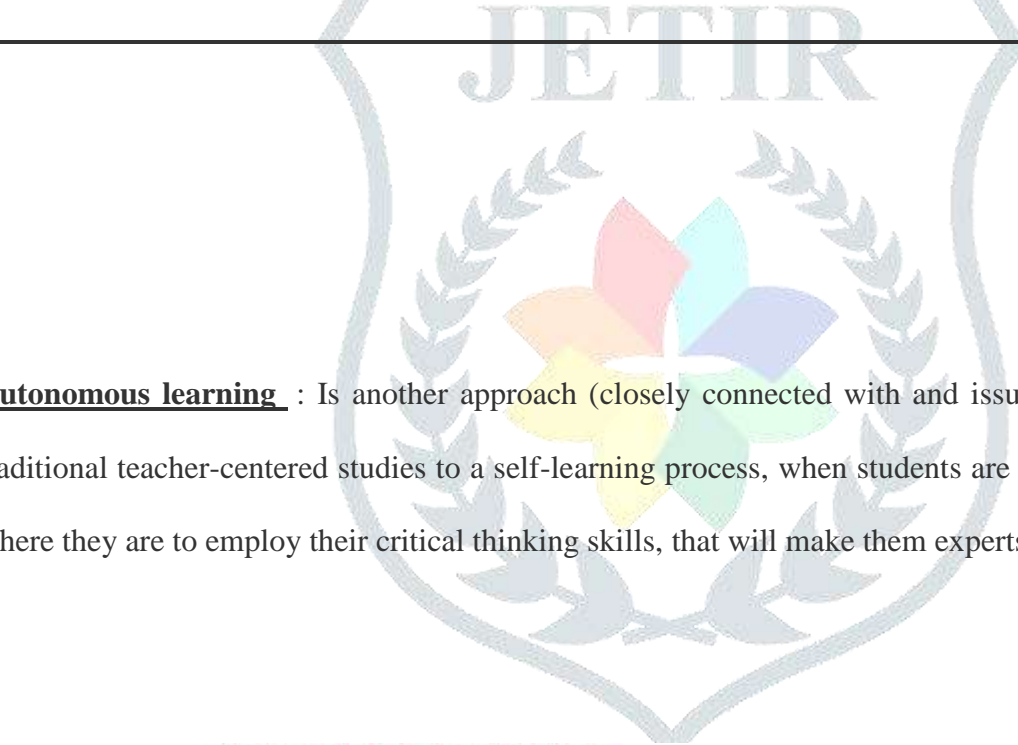 JETIR
utonomous learning : Is another approach (closely connected with and issu
aditional teacher-centered studies to a self-learning process, when students are
here they are to employ their critical thinking skills, that will make them experts